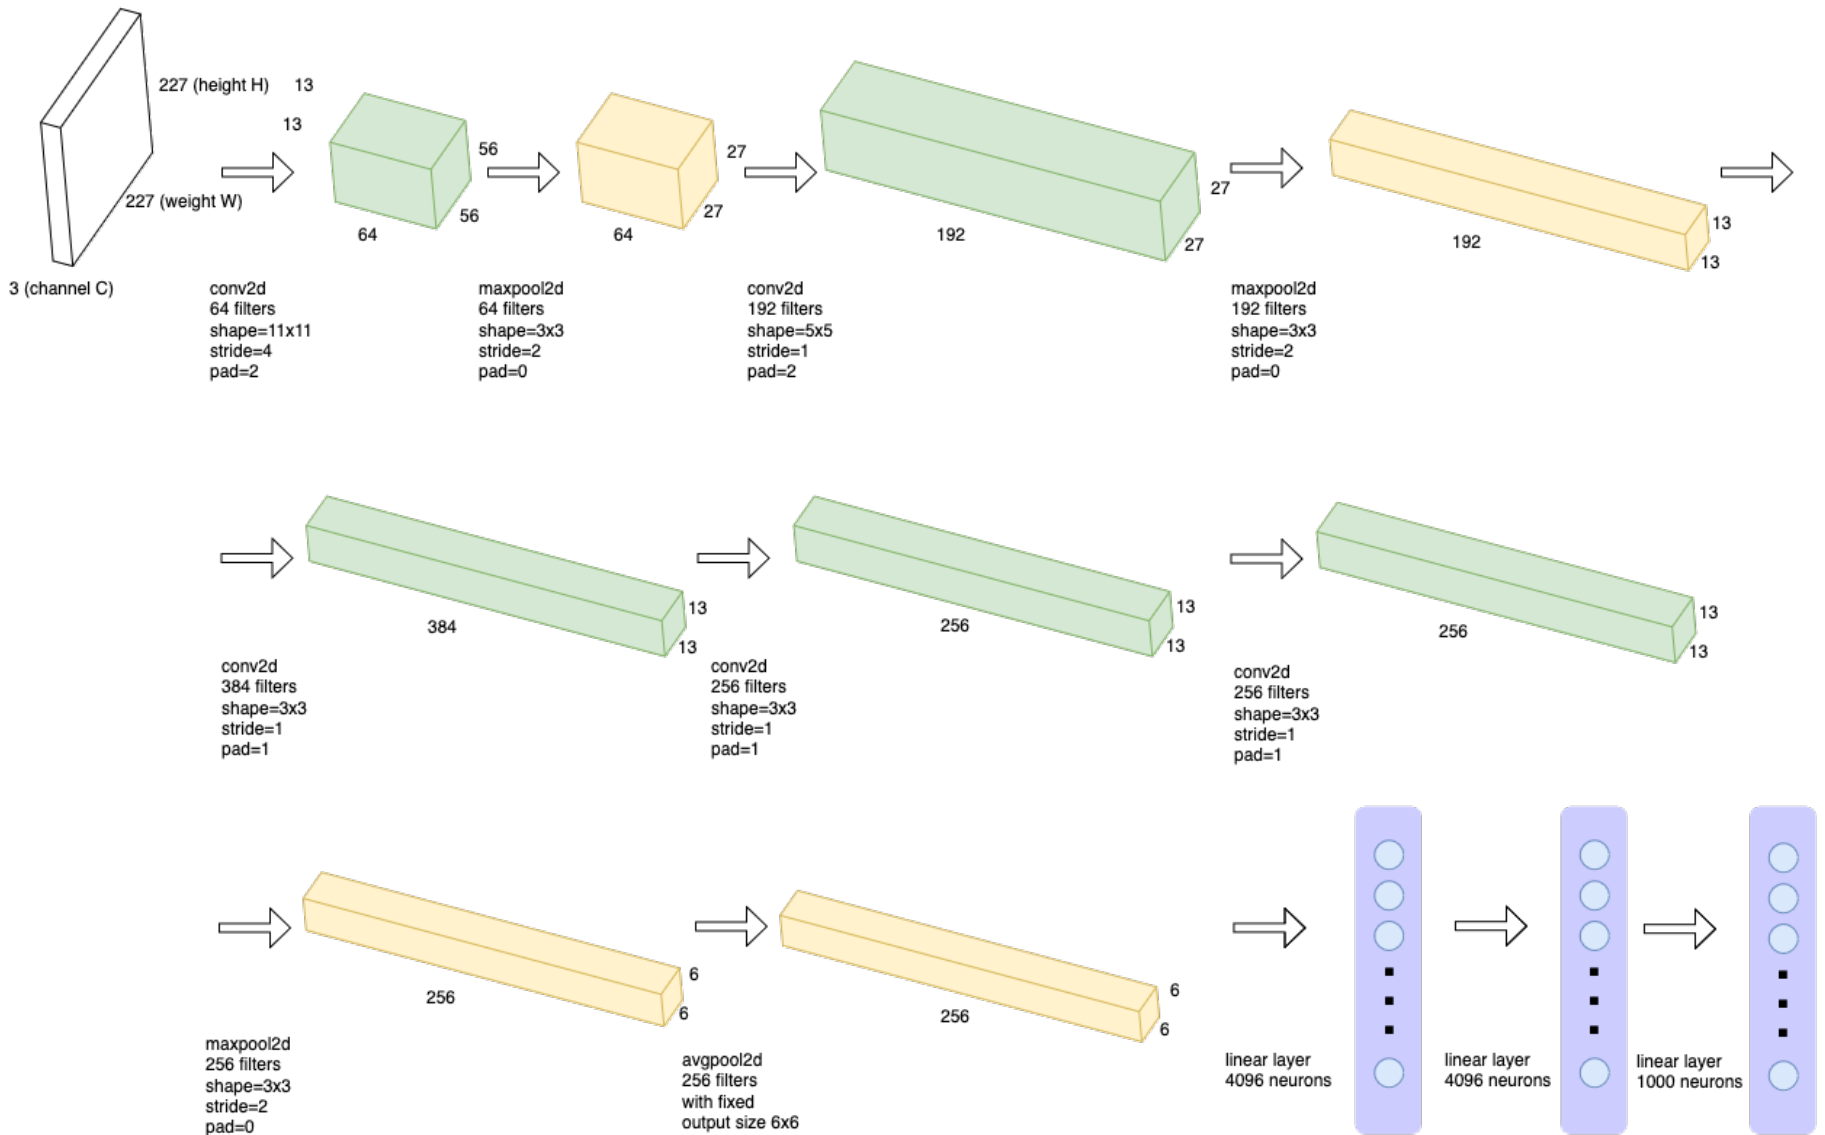 227 (height H)
13
13
227 (weight W)
3 (channel C)
56
56
64
27
27
64
27
27
192
13
13
192
conv2d
64 filters
shape=11x11
stride=4
pad=2
maxpool2d
64 filters
shape=3x3
stride=2
pad=0
conv2d
192 filters
shape=5x5
stride=1
pad=2
maxpool2d
192 filters
shape=3x3
stride=2
pad=0
13
13
384
13
13
256
13
13
256
conv2d
384 filters
shape=3x3
stride=1
pad=1
conv2d
256 filters
shape=3x3
stride=1
pad=1
conv2d
256 filters
shape=3x3
stride=1
pad=1
6
6
256
6
6
256
maxpool2d
256 filters
shape=3x3
stride=2
pad=0
avgpool2d
256 filters
with fixed
output size 6x6
linear layer
4096 neurons
linear layer
4096 neurons
linear layer
1000 neurons